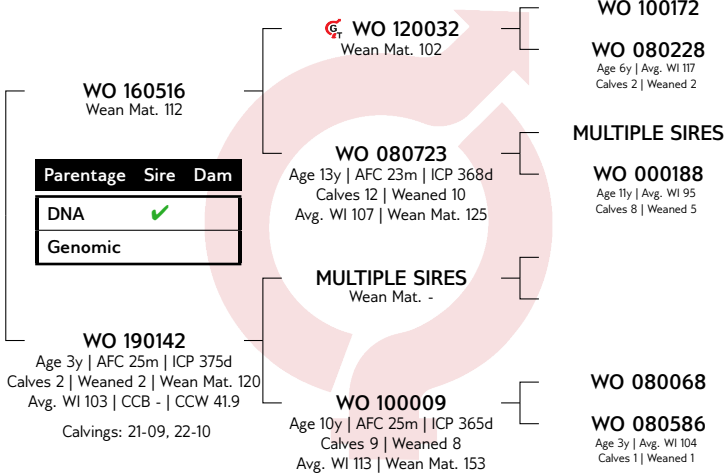 WO 160516
Wean Mat. 112
Parentage Sire Dam
DNA ✔
Genomic
WO 190142
Age 3y | AFC 25m | ICP 375d
Calves 2 | Weaned 2 | Wean Mat. 120
Avg. WI 103 | CCB - | CCW 41.9
Calvings: 21-09, 22-10
GT WO 120032
Wean Mat. 102
WO 080723
Age 13y | AFC 23m | ICP 368d
Calves 12 | Weaned 10
Avg. WI 107 | Wean Mat. 125
MULTIPLE SIRES
Wean Mat. -
WO 100009
Age 10y | AFC 25m | ICP 365d
Calves 9 | Weaned 8
Avg. WI 113 | Wean Mat. 153
WO 100172
WO 080228
Age 6y | Avg. WI 117
Calves 2 | Weaned 2
MULTIPLE SIRES
WO 000188
Age 11y | Avg. WI 95
Calves 8 | Weaned 5
WO 080068
WO 080586
Age 3y | Avg. WI 104
Calves 1 | Weaned 1